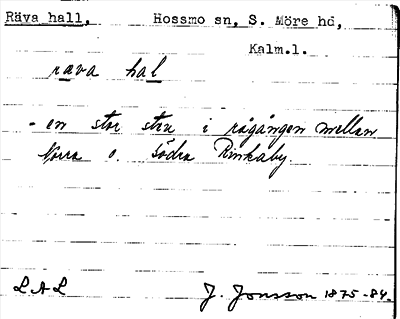 Räva hall, Hossmo sn, S. Möre hd,
Kalm.l.
rava hal
- en stor sten i rågången mellan
Norra o. södra Rinkaby.
LAL J. Jonsson 1875-84.